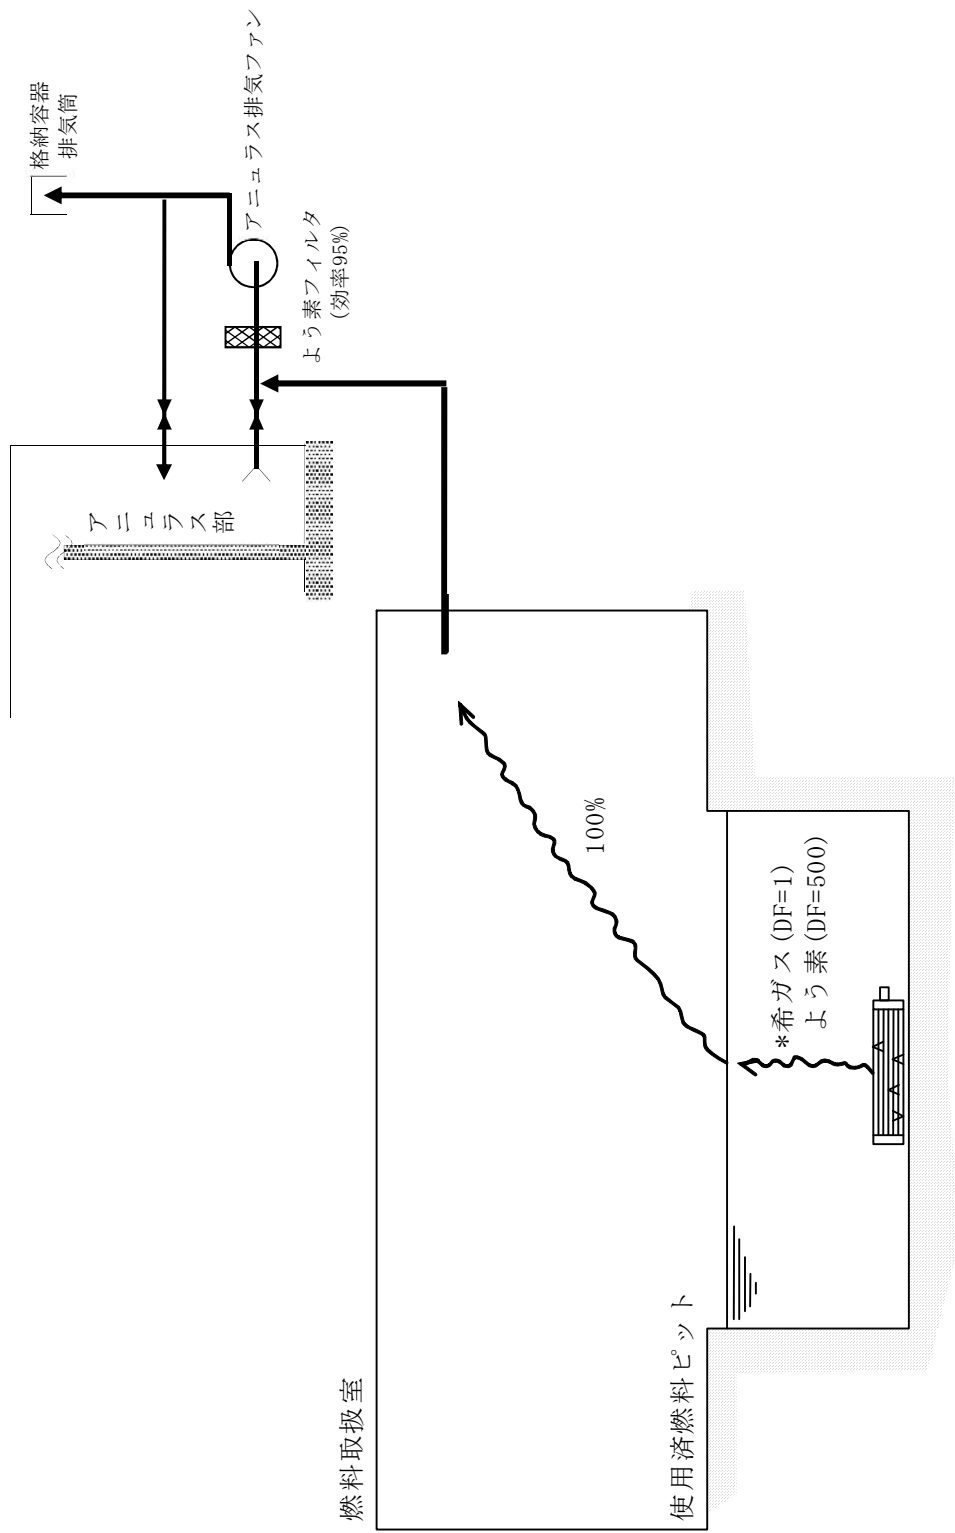 格納容器
排気筒
アニュラス排気ファン
よう素フィルタ
(効率95%)
アニュラス部
燃料取扱室
100%
使用済燃料ピット
*希ガス(DF=1)
よう素(DF=500)